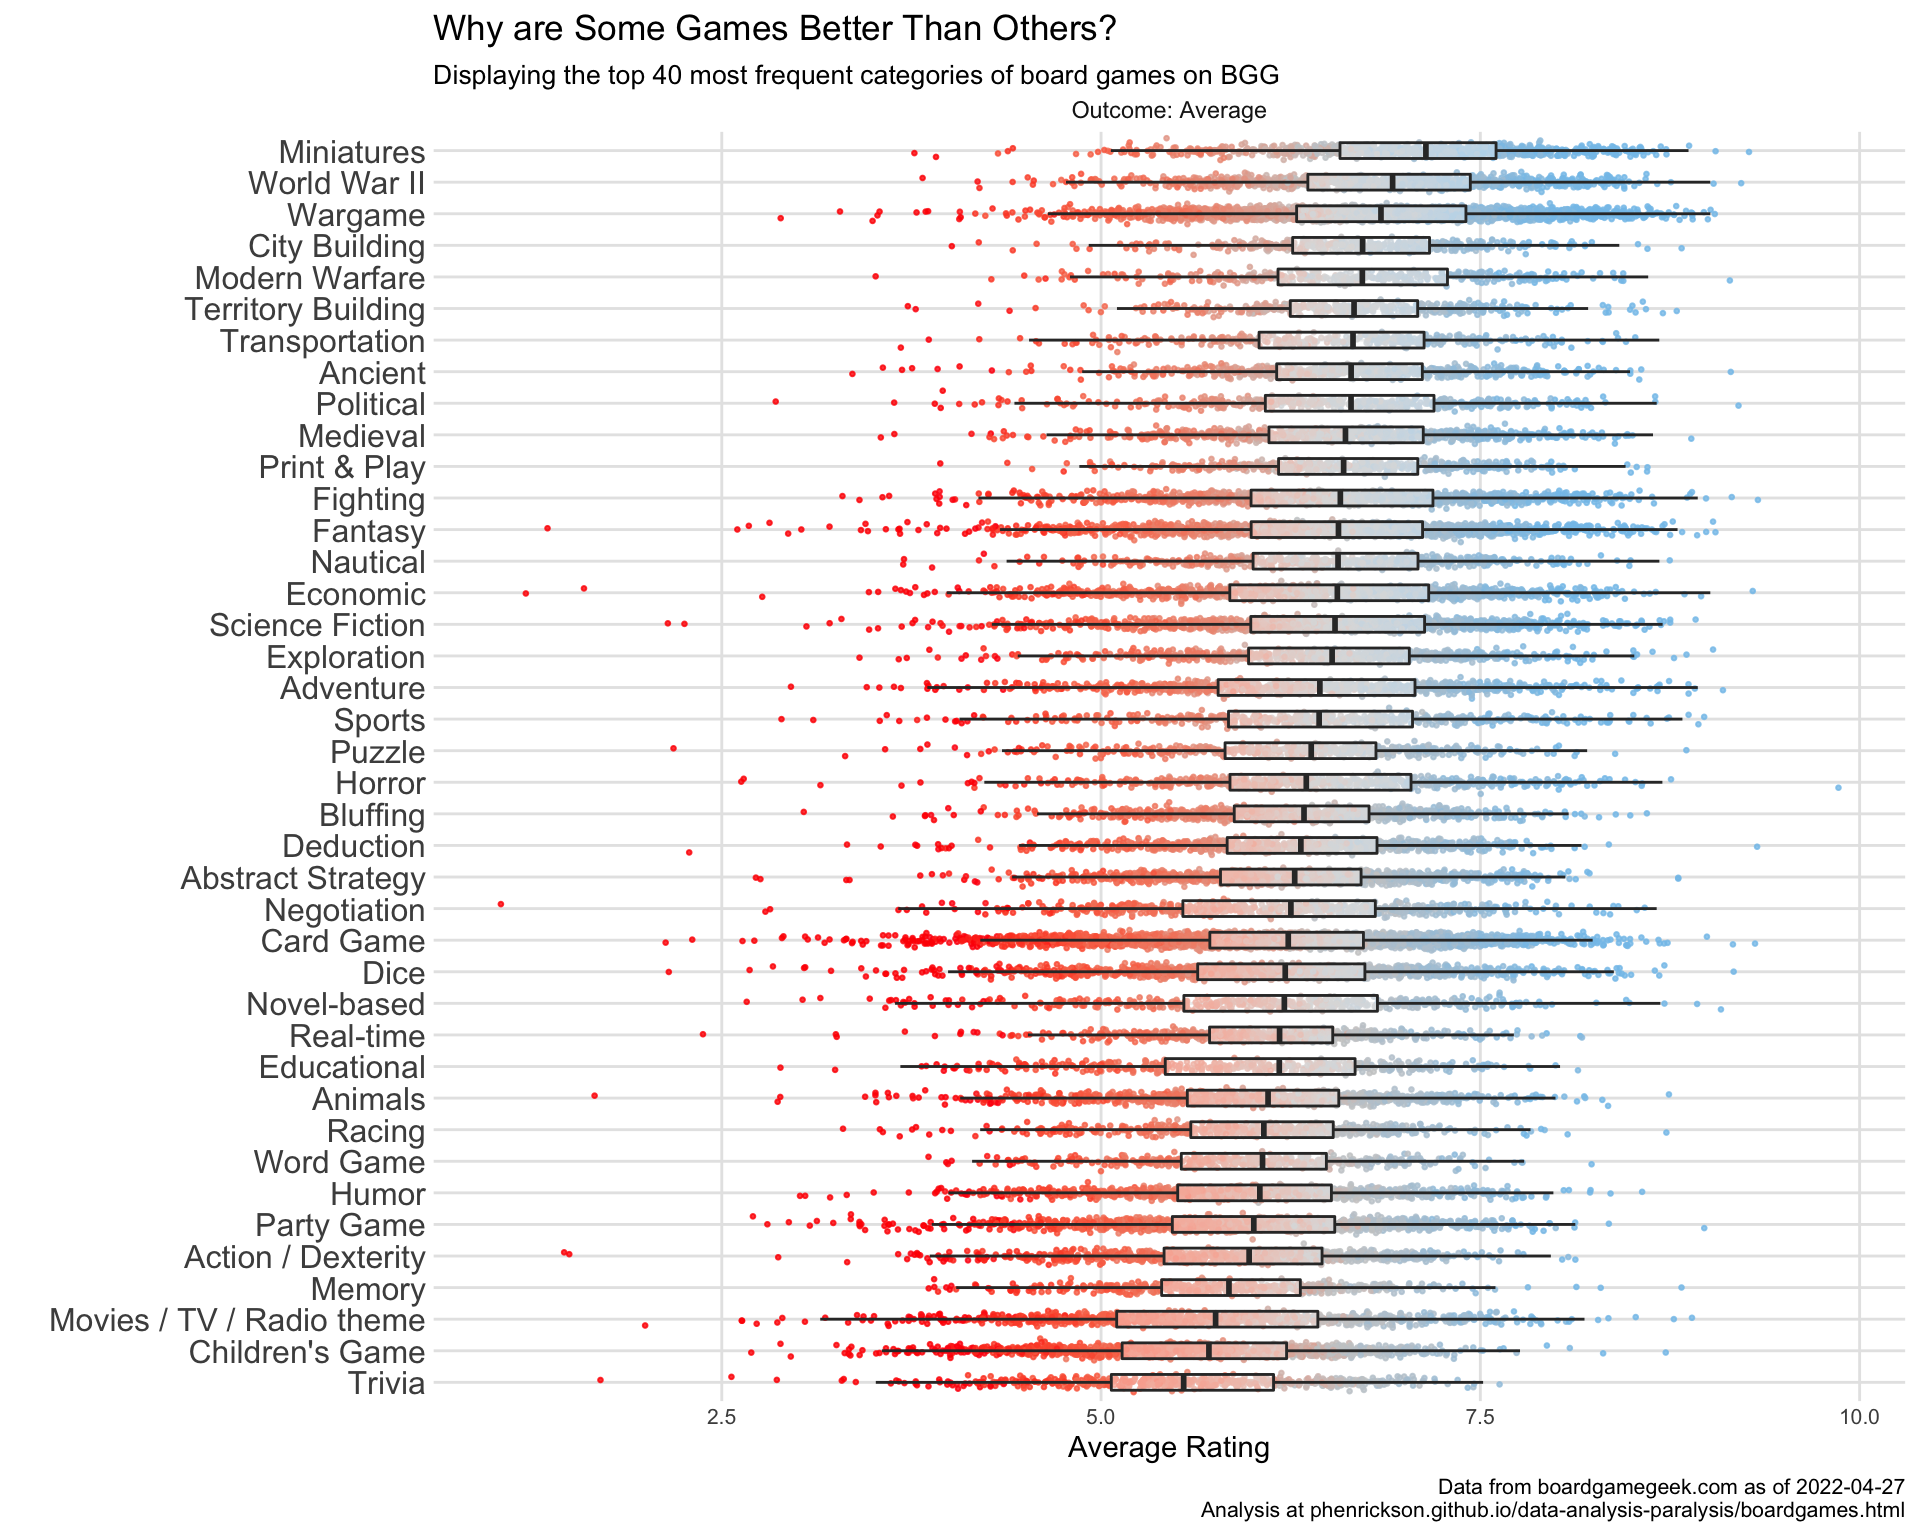 Why are Some Games Better Than Others?
Displaying the top 40 most frequent categories of board games on BGG
Outcome: Average
Miniatures
World War II
Wargame
City Building
Modern Warfare
Territory Building
Transportation
Ancient
Political
Medieval
Print & Play
Fighting
Fantasy
Nautical
Economic
Science Fiction
Exploration
Adventure
Sports
Puzzle
Horror
Bluffing
Deduction
Abstract Strategy
Negotiation
Card Game
Dice
Novel-based
Real-time
Educational
Animals
Racing
Word Game
Humor
Party Game
Action / Dexterity
Memory
Movies / TV / Radio theme
Children's Game
Trivia
2.5 5.0 7.5 10.0
Average Rating
Data from boardgamegeek.com as of 2022-04-27
Analysis at phenrickson.github.io/data-analysis-paralysis/boardgames.html